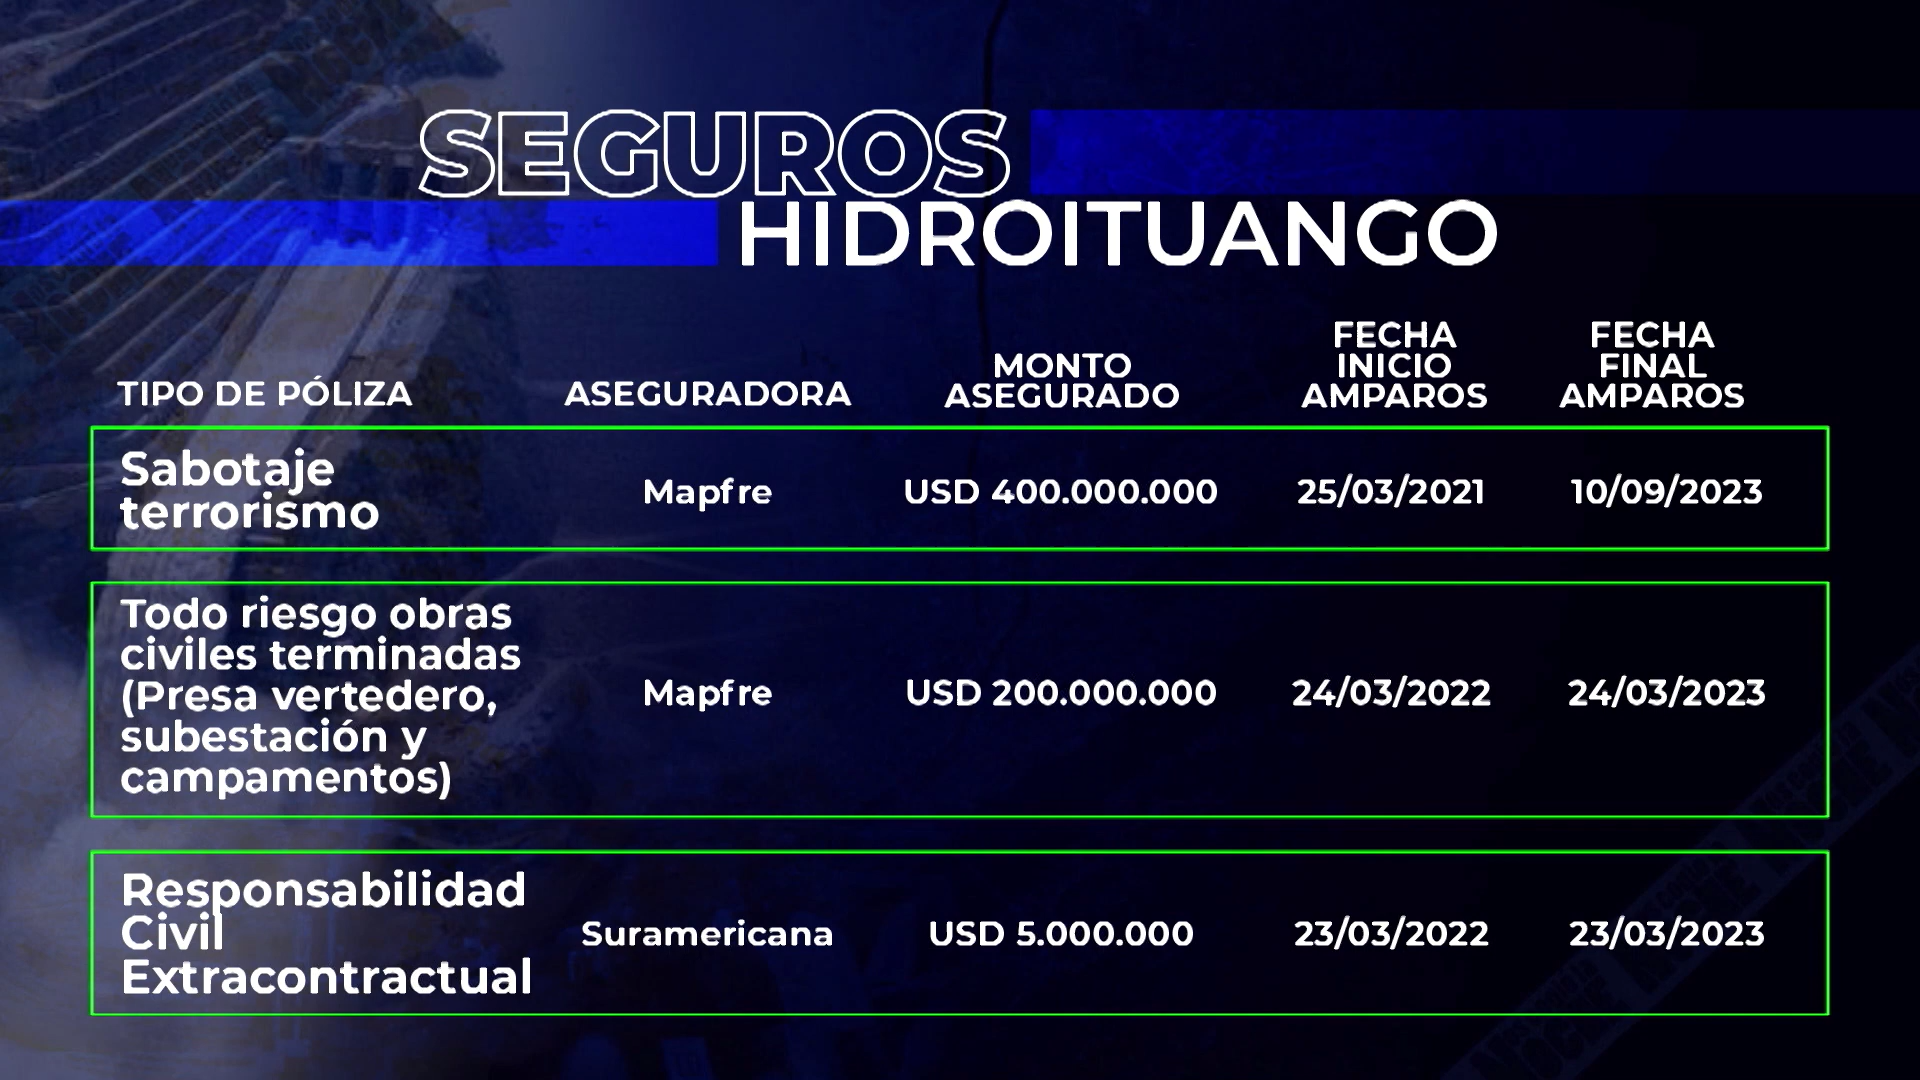 SEGUROS
HIDROITUANGO
TIPO DE PÓLIZA
ASEGURADORA
MONTO
ASEGURADO
FECHA
INICIO
AMPAROS
FECHA
FINAL
AMPAROS
Sabotaje
terrorismo
Mapfre
USD 400.000.000
25/03/2021
10/09/2023
Todo riesgo obras
civiles terminadas
(Presa vertedero,
subestación y
campamentos)
Mapfre
USD 200.000.000
24/03/2022
24/03/2023
Responsabilidad
Civil
Extracontractual
Suramericana
USD 5.000.000
23/03/2022
23/03/2023